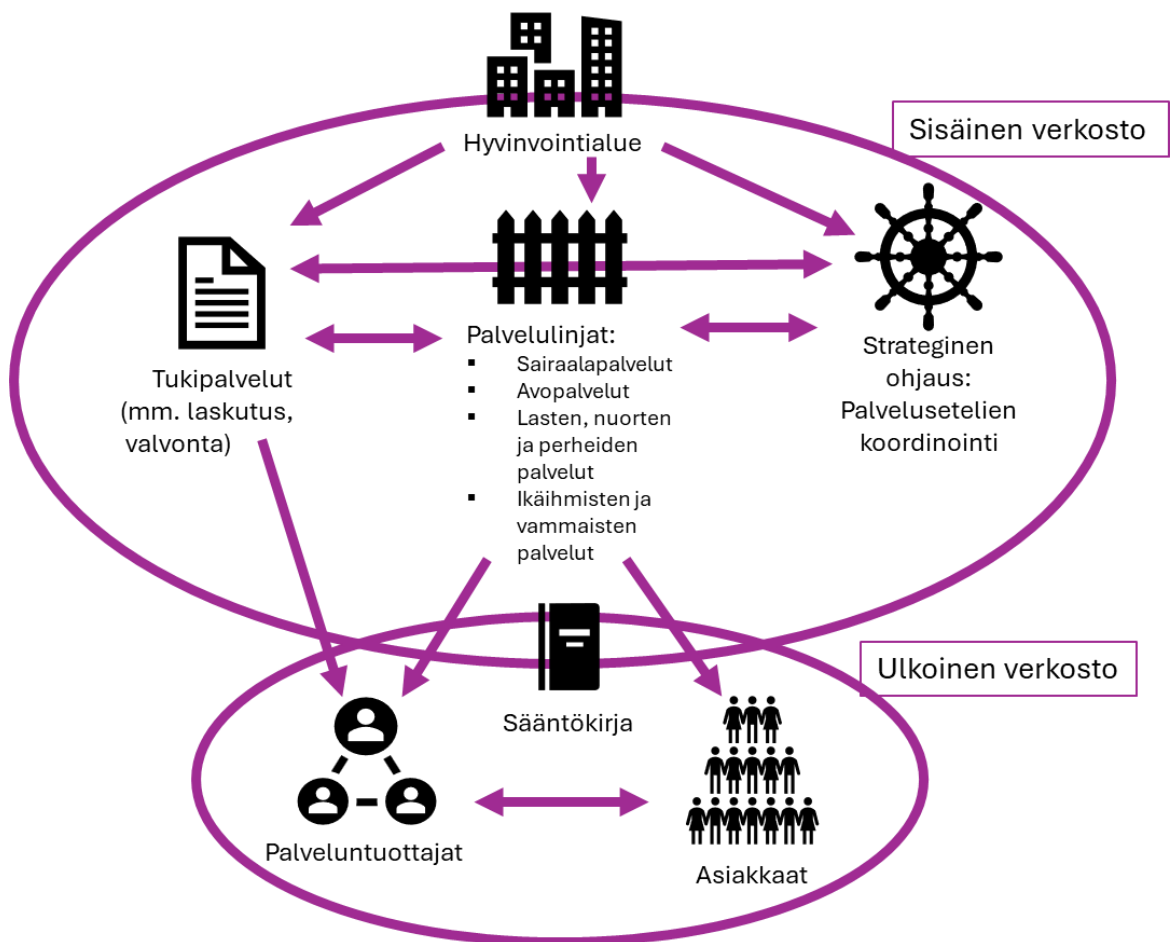 Hyvinvointialue
Sisäinen verkosto
Tukipalvelut
(mm. laskutus,
valvonta)
Palvelulinjat:
▪ Sairaalapalvelut
▪ Avopalvelut
▪ Lasten, nuorten
ja perheiden
palvelut
▪ Ikäihmisten ja
vammaisten
palvelut
Strateginen
ohjaus:
Palvelusetelien
koordinointi
Ulkoinen verkosto
Sääntökirja
Palveluntuottajat
Asiakkaat